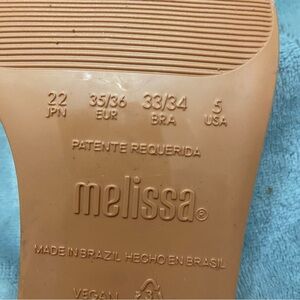 22 35/36 33/34 5
JPN EUR BRA USA
PATENTE REQUERIDA
melissa®
MADE IN BRAZIL HECHO EN BRASIL
VEGAN 3